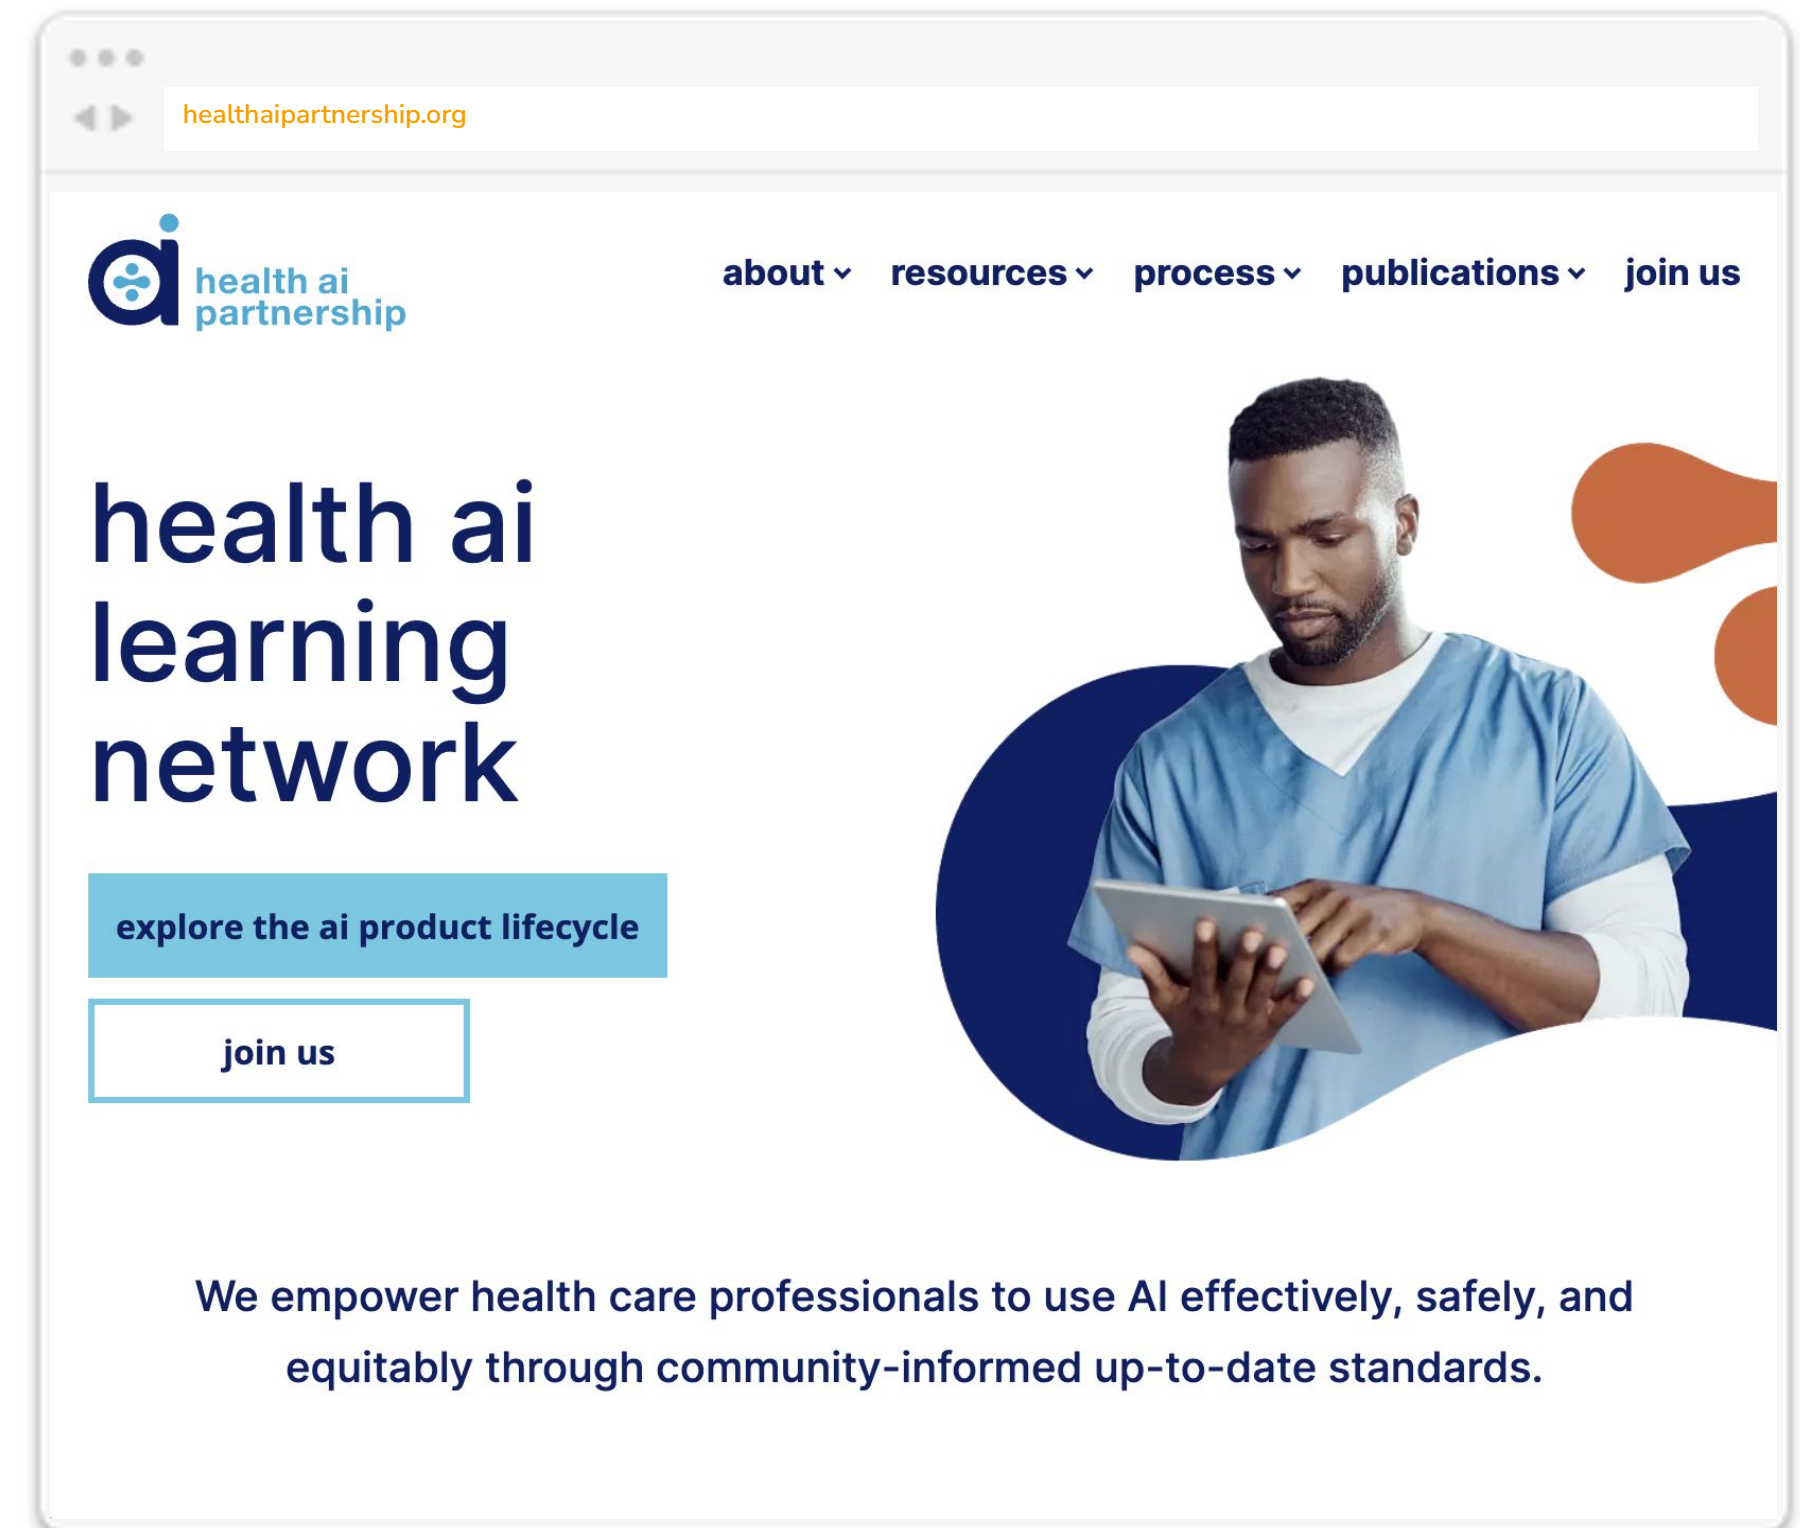 healthaipartnership.org
health ai
partnership
about
resources
process
publications
join us
health ai
learning
network
explore the ai product lifecycle
join us
We empower health care professionals to use AI effectively, safely, and
equitably through community-informed up-to-date standards.